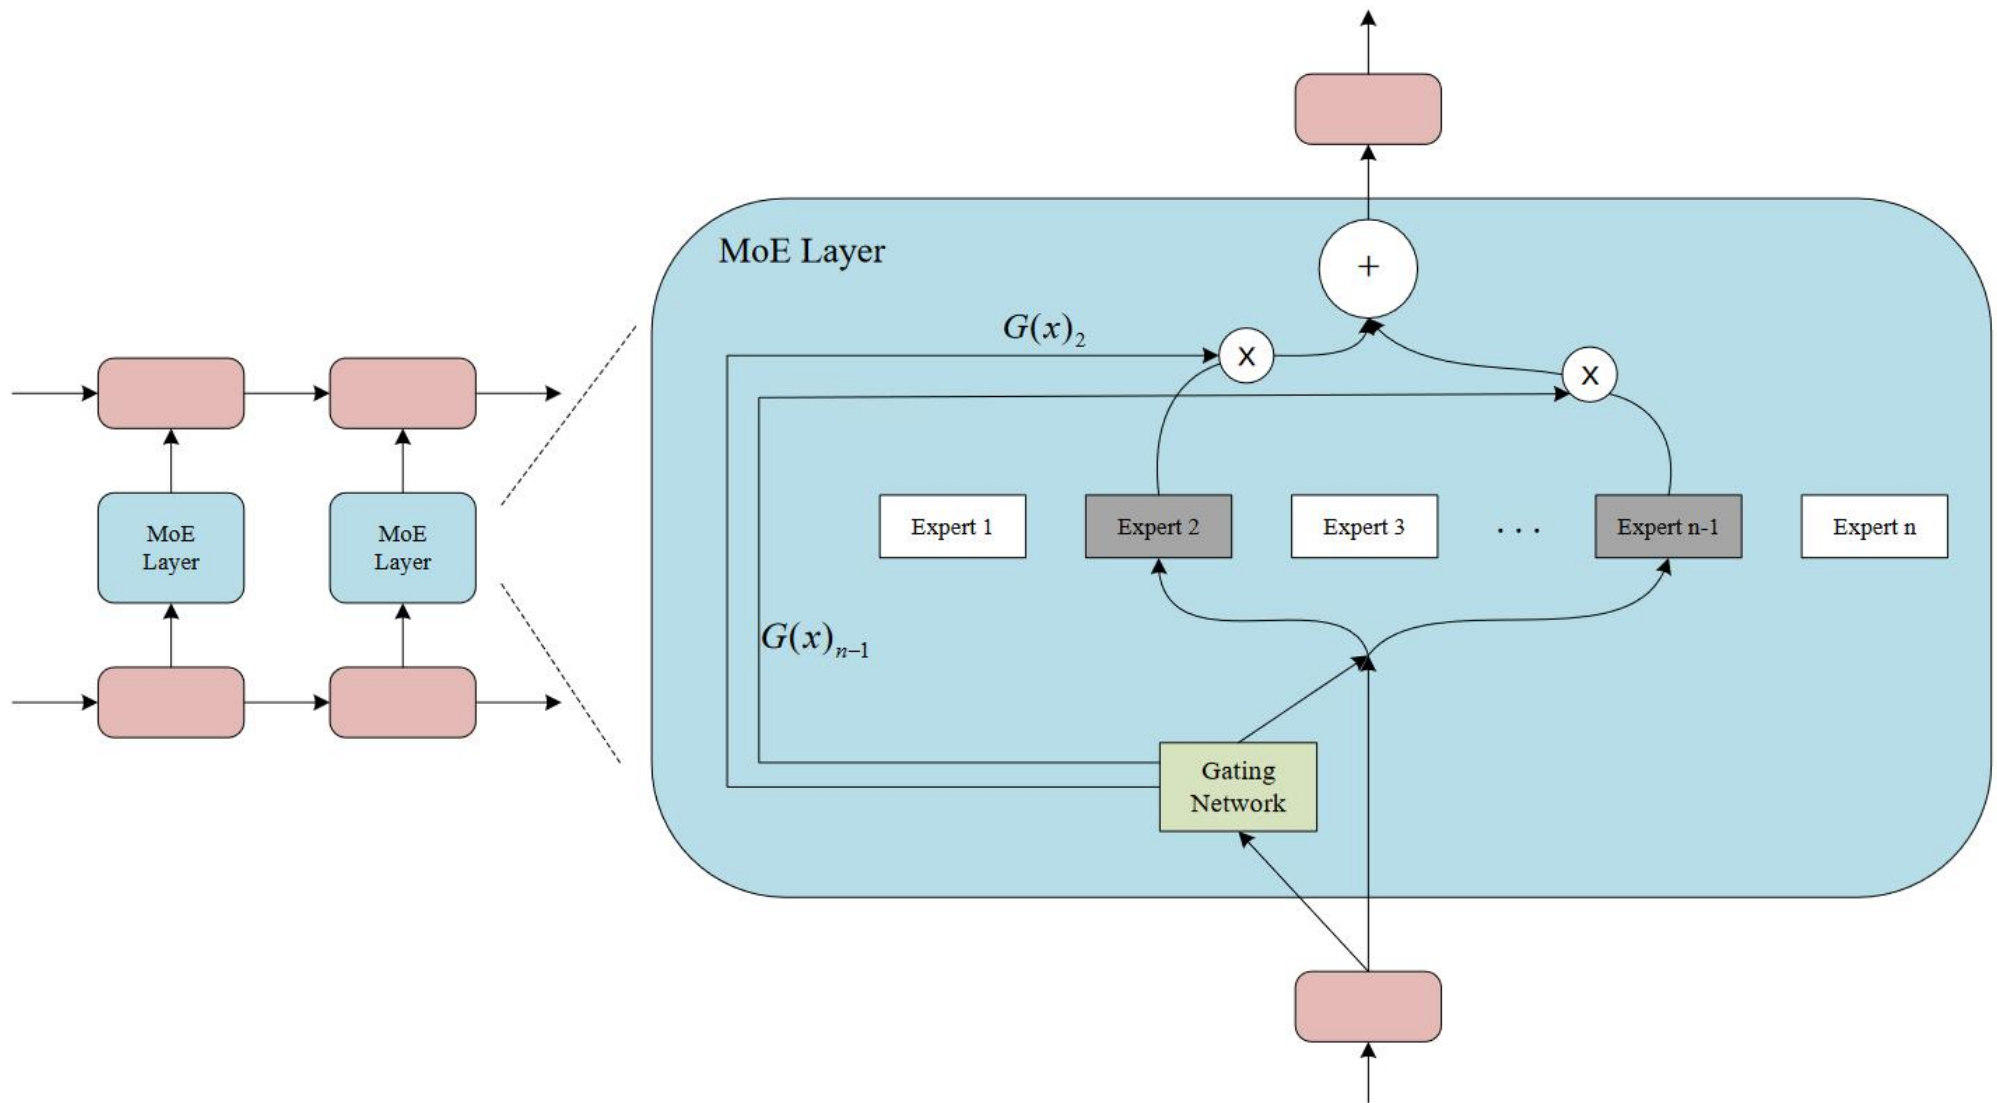 MoE Layer
+
G(x)₂
X
X
MoE
Layer
MoE
Layer
Expert 1
Expert 2
Expert 3
...
Expert n-1
Expert n
G(x)ₙ₋₁
Gating
Network